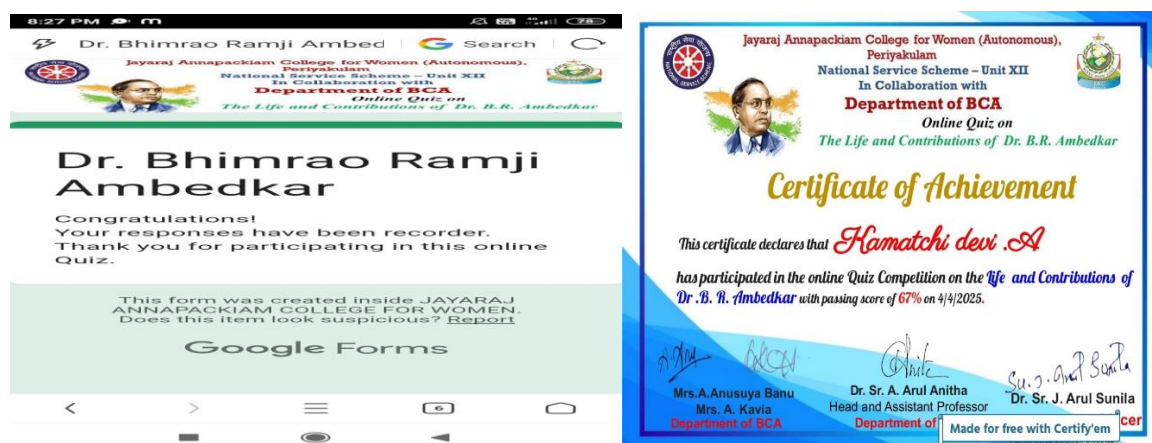 8:27 PM
78
Dr. Bhimrao Ramji Ambed
G Search
Jayaraj Annapackiam College for Women (Autonomous),
Periyakulam
National Service Scheme – Unit XII
In Collaboration with
Department of BCA
Online Quiz on
The Life and Contributions of Dr. B.R. Ambedkar
Dr. Bhimrao Ramji
Ambedkar
Congratulations!
Your responses have been recorder.
Thank you for participating in this online
Quiz.
This form was created inside JAYARAJ
ANNAPACKIAM COLLEGE FOR WOMEN.
Does this item look suspicious? Report
Google Forms
6
Jayaraj Annapackiam College for Women (Autonomous),
Periyakulam
National Service Scheme – Unit XII
In Collaboration with
Department of BCA
Online Quiz on
The Life and Contributions of Dr. B.R. Ambedkar
Certificate of Achievement
This certificate declares that Kamatchi devi .A
has participated in the online Quiz Competition on the life and Contributions of
Dr .B. R. Ambedkar with passing score of 67% on 4/4/2025.
Mrs.A.Anusuya Banu
Mrs. A. Kavia
Department of BCA
Dr. Sr. A. Arul Anitha
Head and Assistant Professor
Department of
Dr. Sr. J. Arul Sunila
cer
Made for free with Certify'em